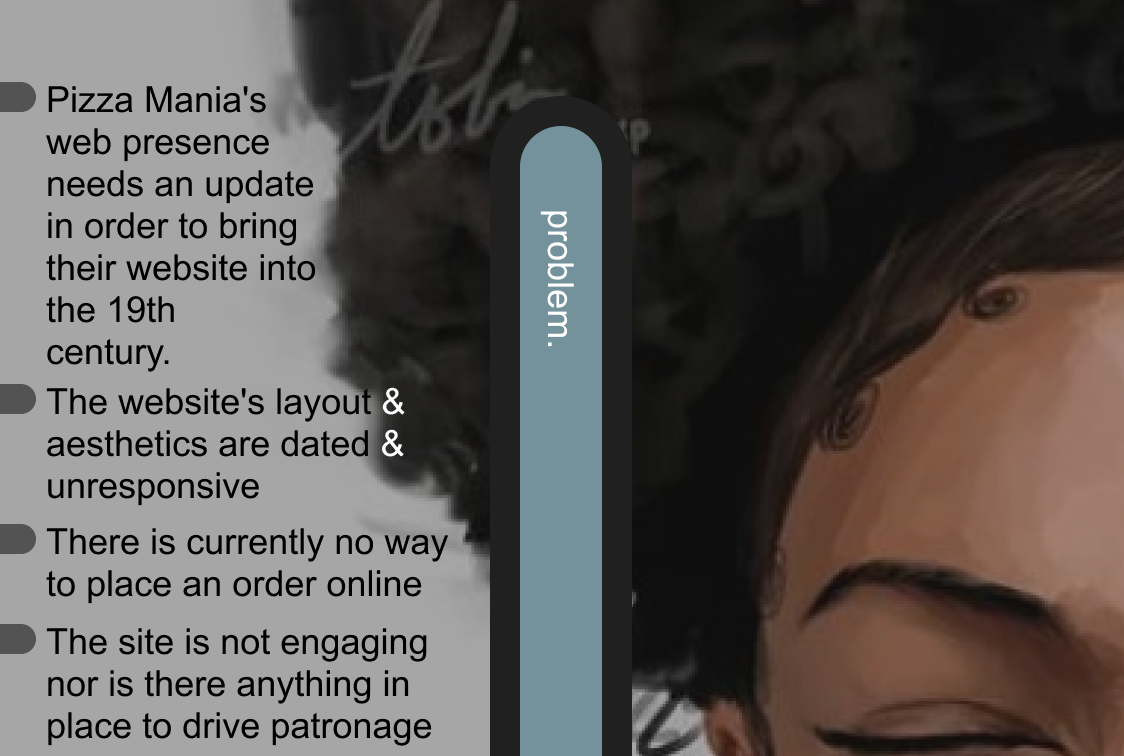 Pizza Mania's
web presence
needs an update
in order to bring
their website into
the 19th
century.
The website's layout &
aesthetics are dated &
unresponsive
There is currently no way
to place an order online
The site is not engaging
nor is there anything in
place to drive patronage
problem.